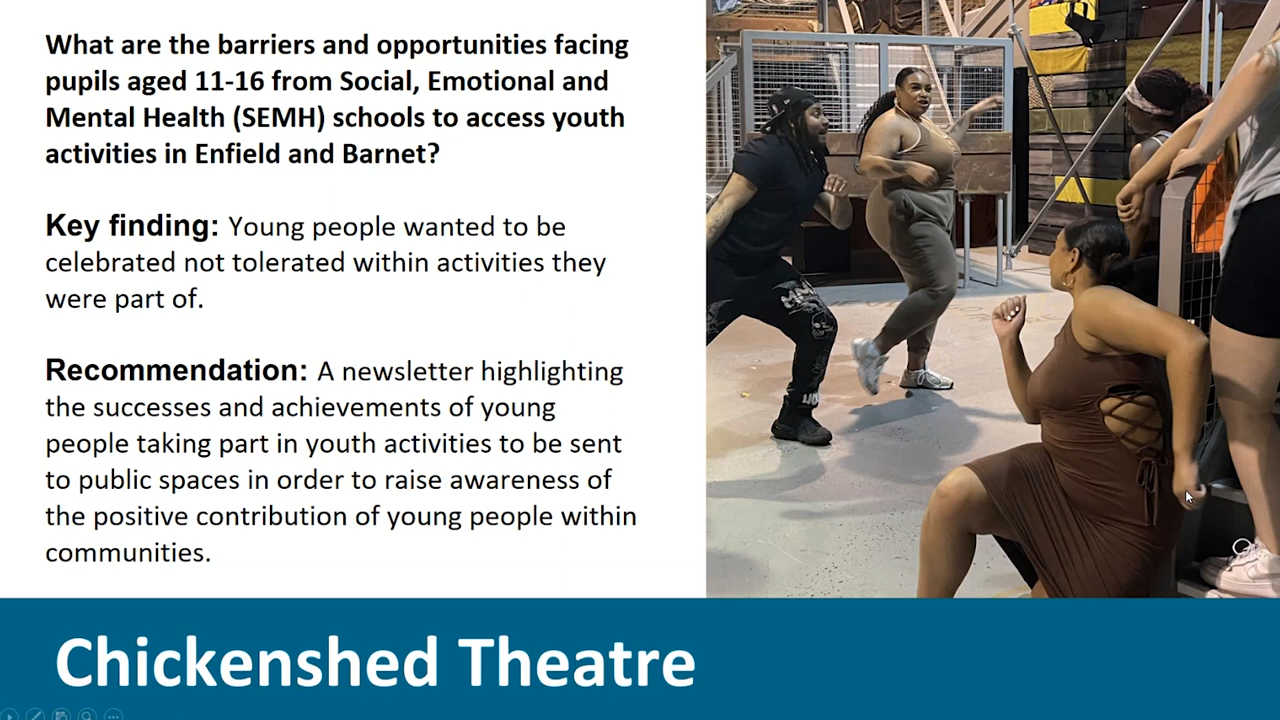 What are the barriers and opportunities facing
pupils aged 11-16 from Social, Emotional and
Mental Health (SEMH) schools to access youth
activities in Enfield and Barnet?
Key finding: Young people wanted to be
celebrated not tolerated within activities they
were part of.
Recommendation: A newsletter highlighting
the successes and achievements of young
people taking part in youth activities to be sent
to public spaces in order to raise awareness of
the positive contribution of young people within
communities.
Chickenshed Theatre